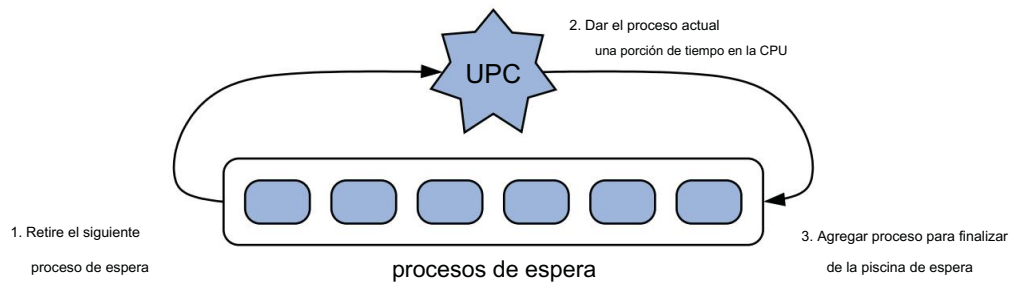 2. Dar el proceso actual
una porción de tiempo en la CPU
UPC
1. Retire el siguiente
proceso de espera
3. Agregar proceso para finalizar
de la piscina de espera
procesos de espera